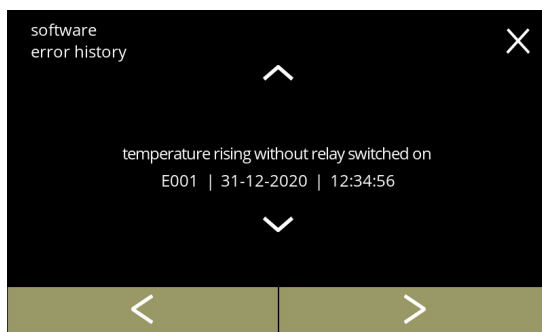 software
error history
temperature rising without relay switched on
E001 | 31-12-2020 | 12:34:56